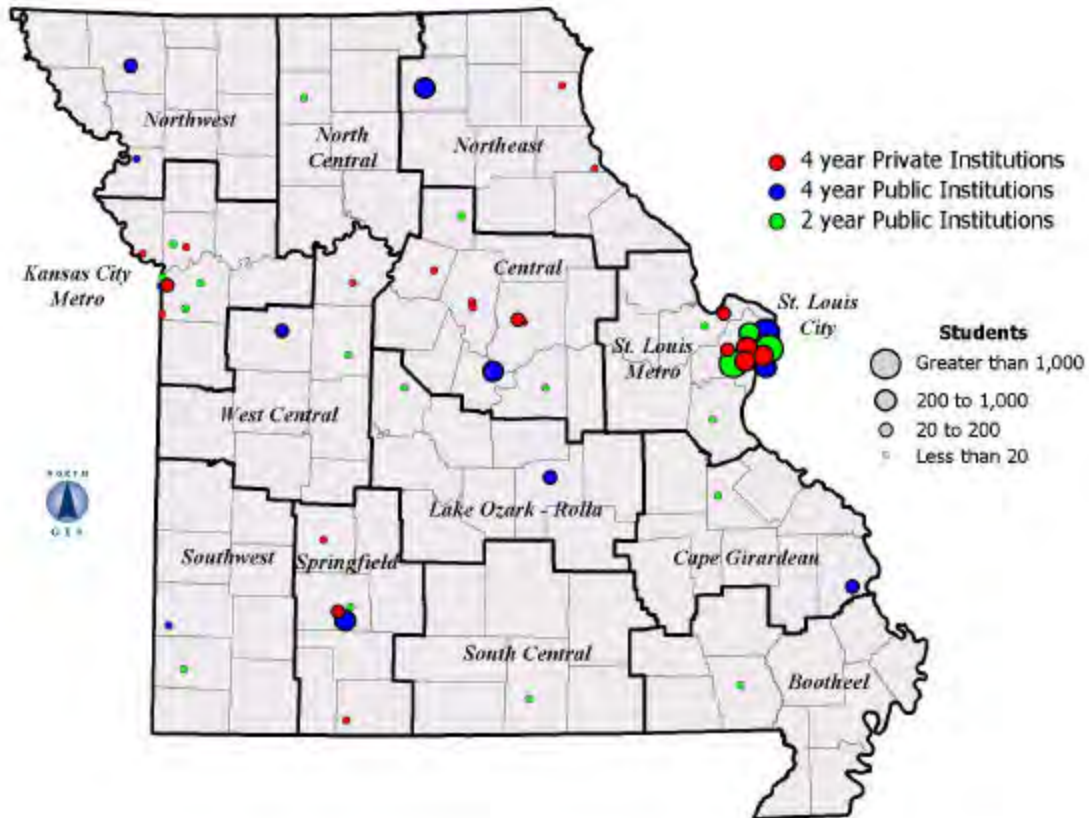 Northwest
North
Central
Northeast
4 year Private Institutions
4 year Public Institutions
2 year Public Institutions
Kansas City
Metro
Central
St. Louis
City
St. Louis
Metro
Students
Greater than 1,000
200 to 1,000
20 to 200
Less than 20
West Central
NORTH
Lake Ozark - Rolla
Southwest
Springfield
Cape Girardeau
South Central
Bootheel